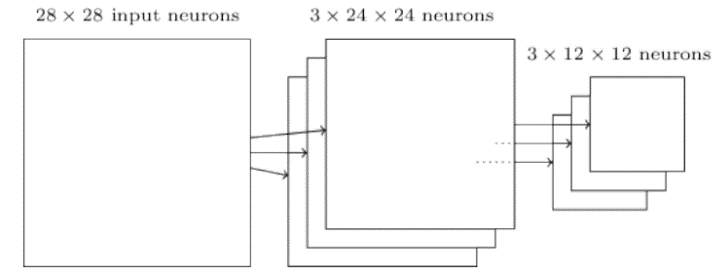 28 × 28 input neurons
3 × 24 × 24 neurons
3 × 12 × 12 neurons